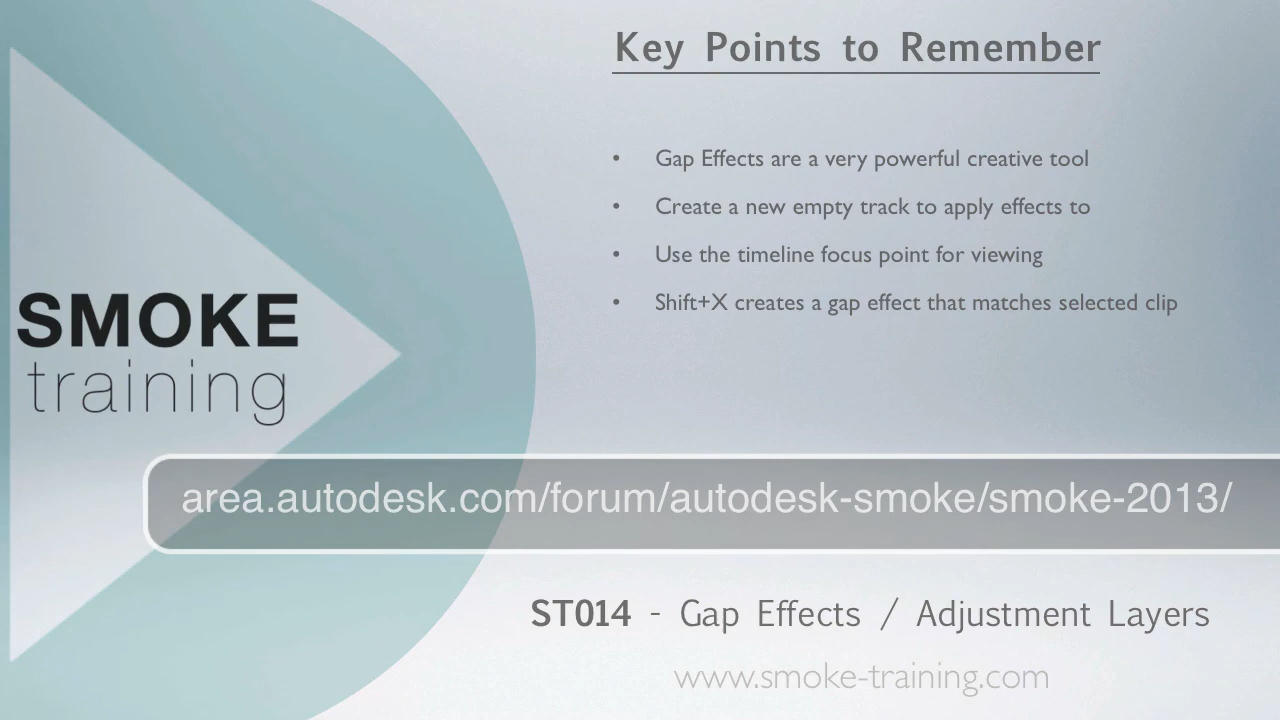 Key Points to Remember
• Gap Effects are a very powerful creative tool
• Create a new empty track to apply effects to
• Use the timeline focus point for viewing
• Shift+X creates a gap effect that matches selected clip
SMOKE
training
area.autodesk.com/forum/autodesk-smoke/smoke-2013/
ST014 - Gap Effects / Adjustment Layers
www.smoke-training.com